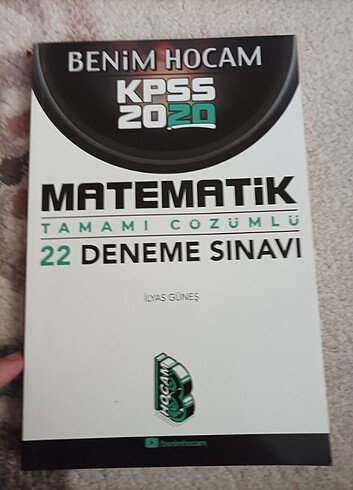 BENİM HOCAM
KPSS
2020
MATEMATİK
TAMAMI ÇÖZÜMLÜ
22 DENEME SINAVI
İLYAS GÜNEŞ
HOCAM
benimhocam